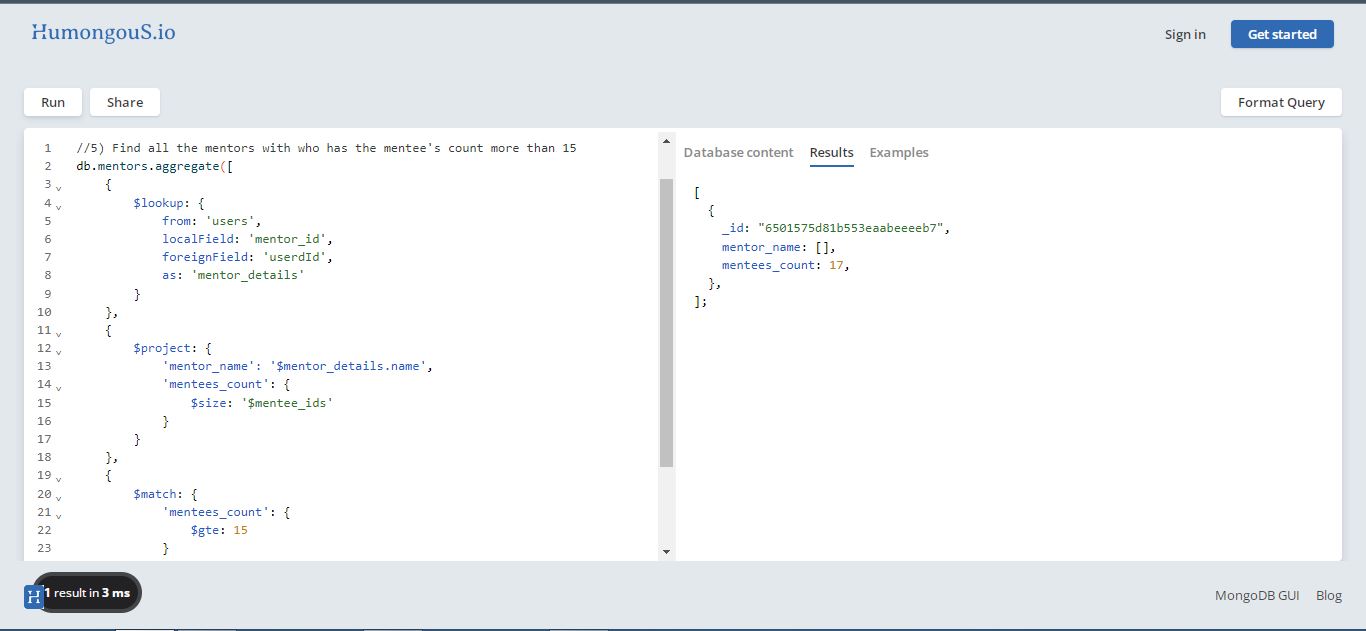 HumongouS.io
Sign in
Get started
Run
Share
Format Query
1 //5) Find all the mentors with who has the mentee's count more than 15
2 db.mentors.aggregate([
3 {
4 $lookup: {
5 from: 'users',
6 localField: 'mentor_id',
7 foreignField: 'userdId',
8 as: 'mentor_details'
9 }
10 },
11 {
12 $project: {
13 'mentor_name': '$mentor_details.name',
14 'mentees_count': {
15 $size: '$mentee_ids'
16 }
17 }
18 },
19 {
20 $match: {
21 'mentees_count': {
22 $gte: 15
23 }
Database content
Results
Examples
[
{
_id: "6501575d81b553eaabeeeeb7",
mentor_name: [],
mentees_count: 17,
},
];
H
1 result in 3 ms
MongoDB GUI
Blog